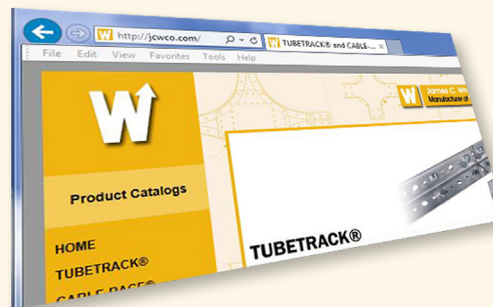 http://jcwco.com/
W TUBETRACK® and CABLE-...
File Edit View Favorites Tools Help
W
W James C. Wh
Manufacturer of
Product Catalogs
HOME
TUBETRACK®
TUBETRACK®